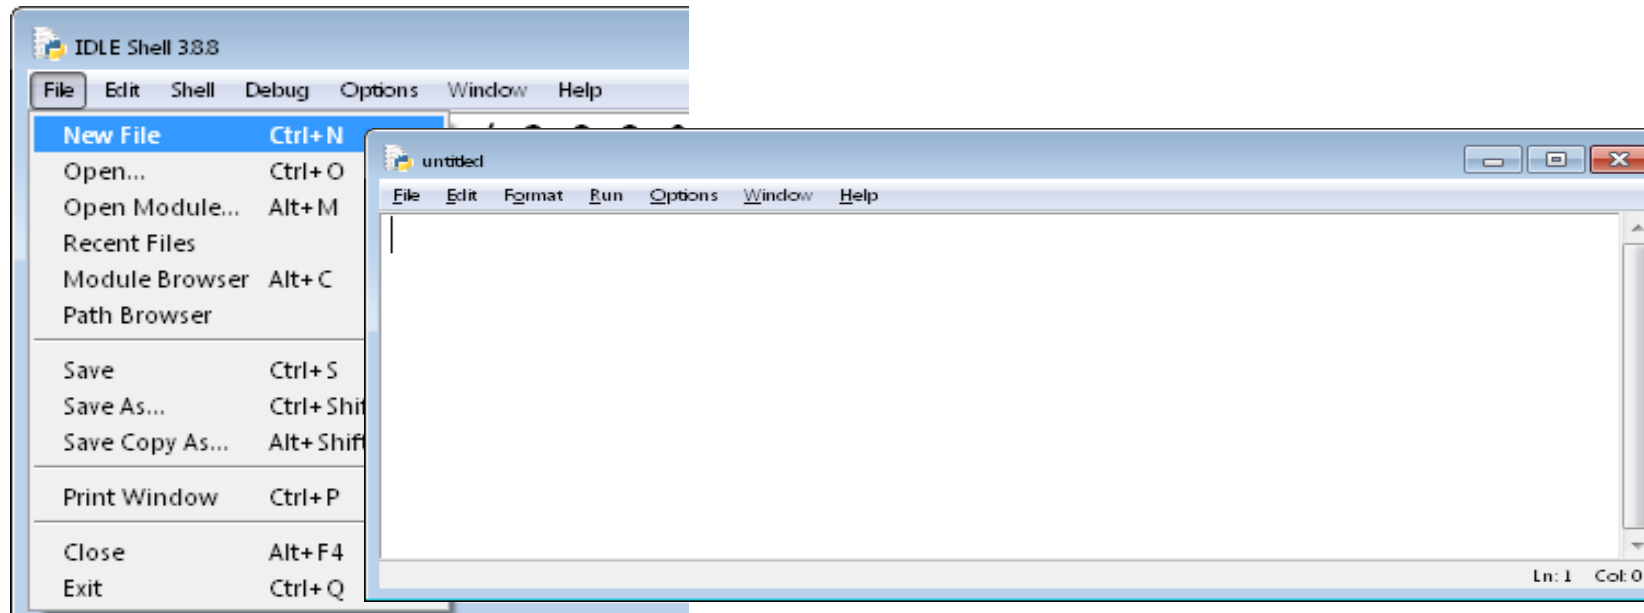 IDLE Shell 3.8.8
File Edit Shell Debug Options Window Help
New File Ctrl+N
Open... Ctrl+O
Open Module... Alt+M
Recent Files
Module Browser Alt+C
Path Browser
Save Ctrl+S
Save As... Ctrl+Shif
Save Copy As... Alt+Shift
Print Window Ctrl+P
Close Alt+F4
Exit Ctrl+Q
untitled
File Edit Format Run Options Window Help
Ln: 1 Col: 0